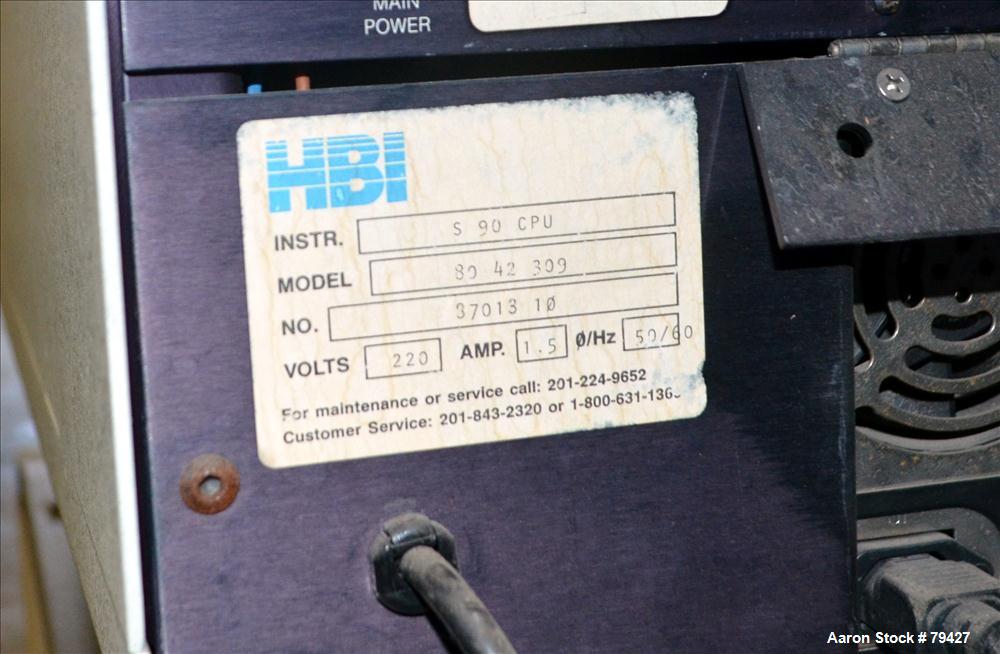 MAIN
POWER
HBI
INSTR. S 90 CPU
MODEL 80 42 309
NO. 37013 10
VOLTS 220 AMP. 1.5 Ø/Hz 50/60
For maintenance or service call: 201-224-9652
Customer Service: 201-843-2320 or
Aaron Stock # 79427